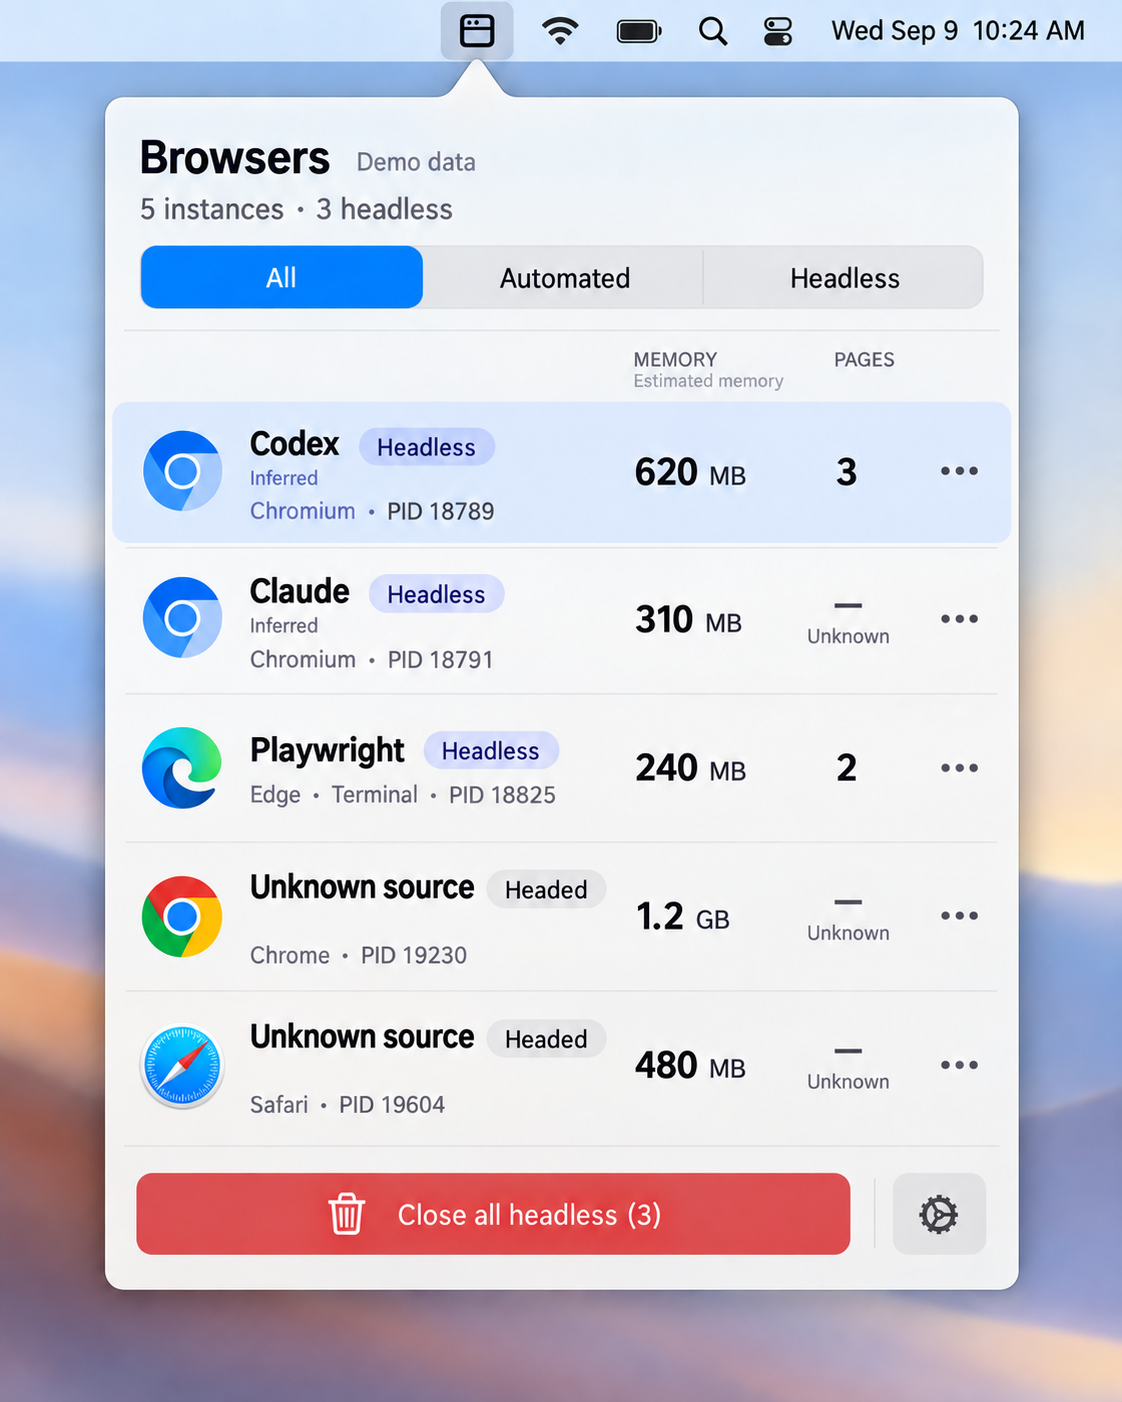 Wed Sep 9 10:24 AM
Browsers Demo data
5 instances • 3 headless
All Automated Headless
MEMORY PAGES
Estimated memory
Codex Headless
Inferred
Chromium • PID 18789
620 MB 3
Claude Headless
Inferred
Chromium • PID 18791
310 MB —
Unknown
Playwright Headless
Edge • Terminal • PID 18825
240 MB 2
Unknown source Headed
Chrome • PID 19230
1.2 GB —
Unknown
Unknown source Headed
Safari • PID 19604
480 MB —
Unknown
Close all headless (3)